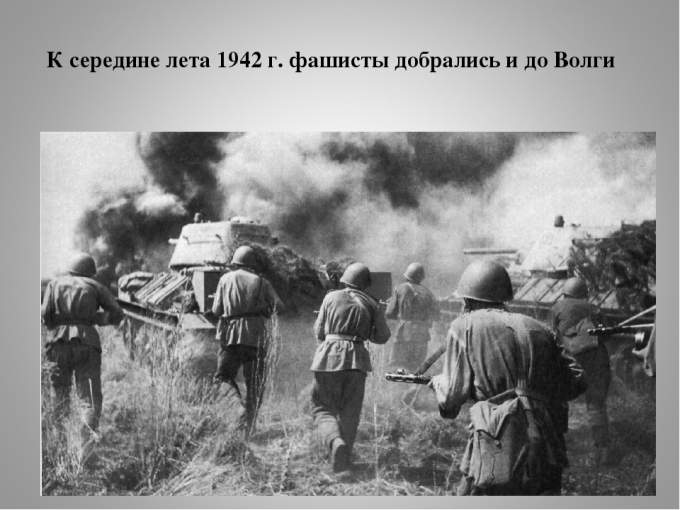 К середине лета 1942 г. фашисты добрались и до Волги